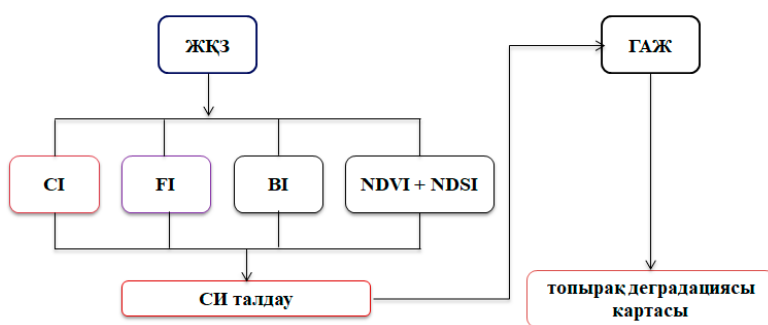 ЖҚЗ
ГАЖ
CI
FI
BI
NDVI + NDSI
СИ талдау
топырақ деградациясы
картасы